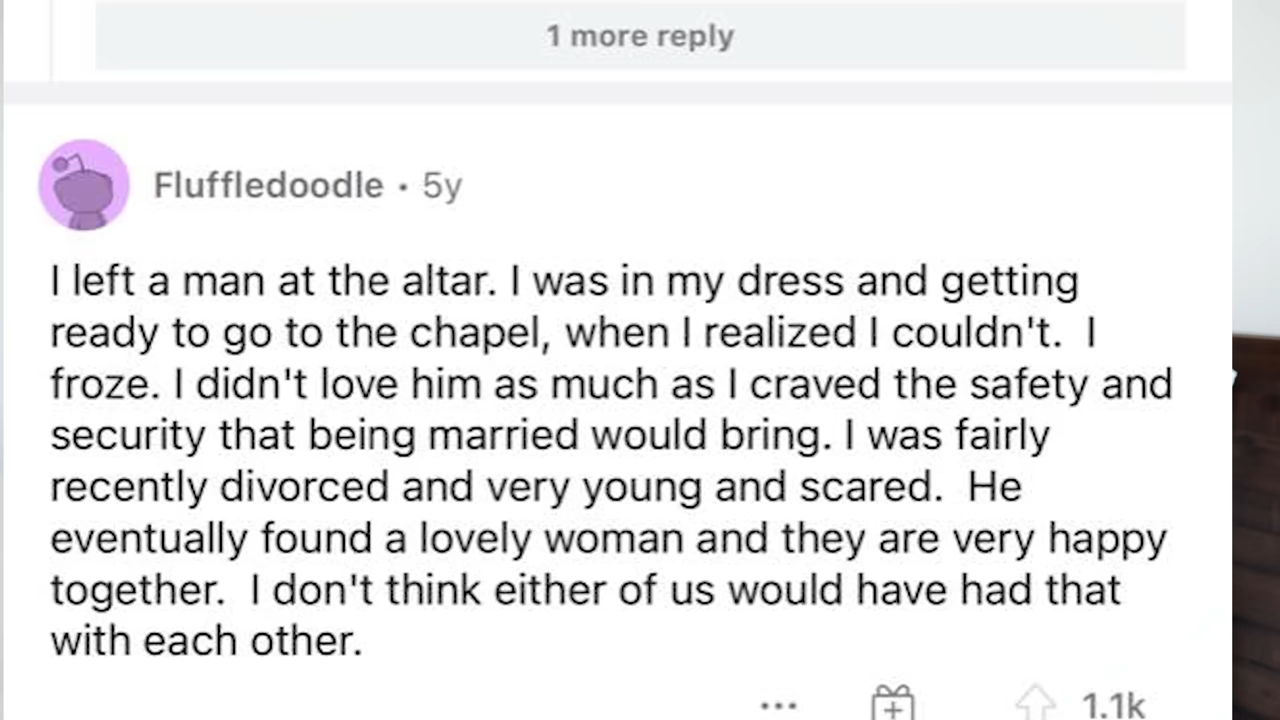 1 more reply
Fluffledoodle · 5y
I left a man at the altar. I was in my dress and getting
ready to go to the chapel, when I realized I couldn't.  I
froze. I didn't love him as much as I craved the safety and
security that being married would bring. I was fairly
recently divorced and very young and scared.  He
eventually found a lovely woman and they are very happy
together.  I don't think either of us would have had that
with each other.
... 1.1k